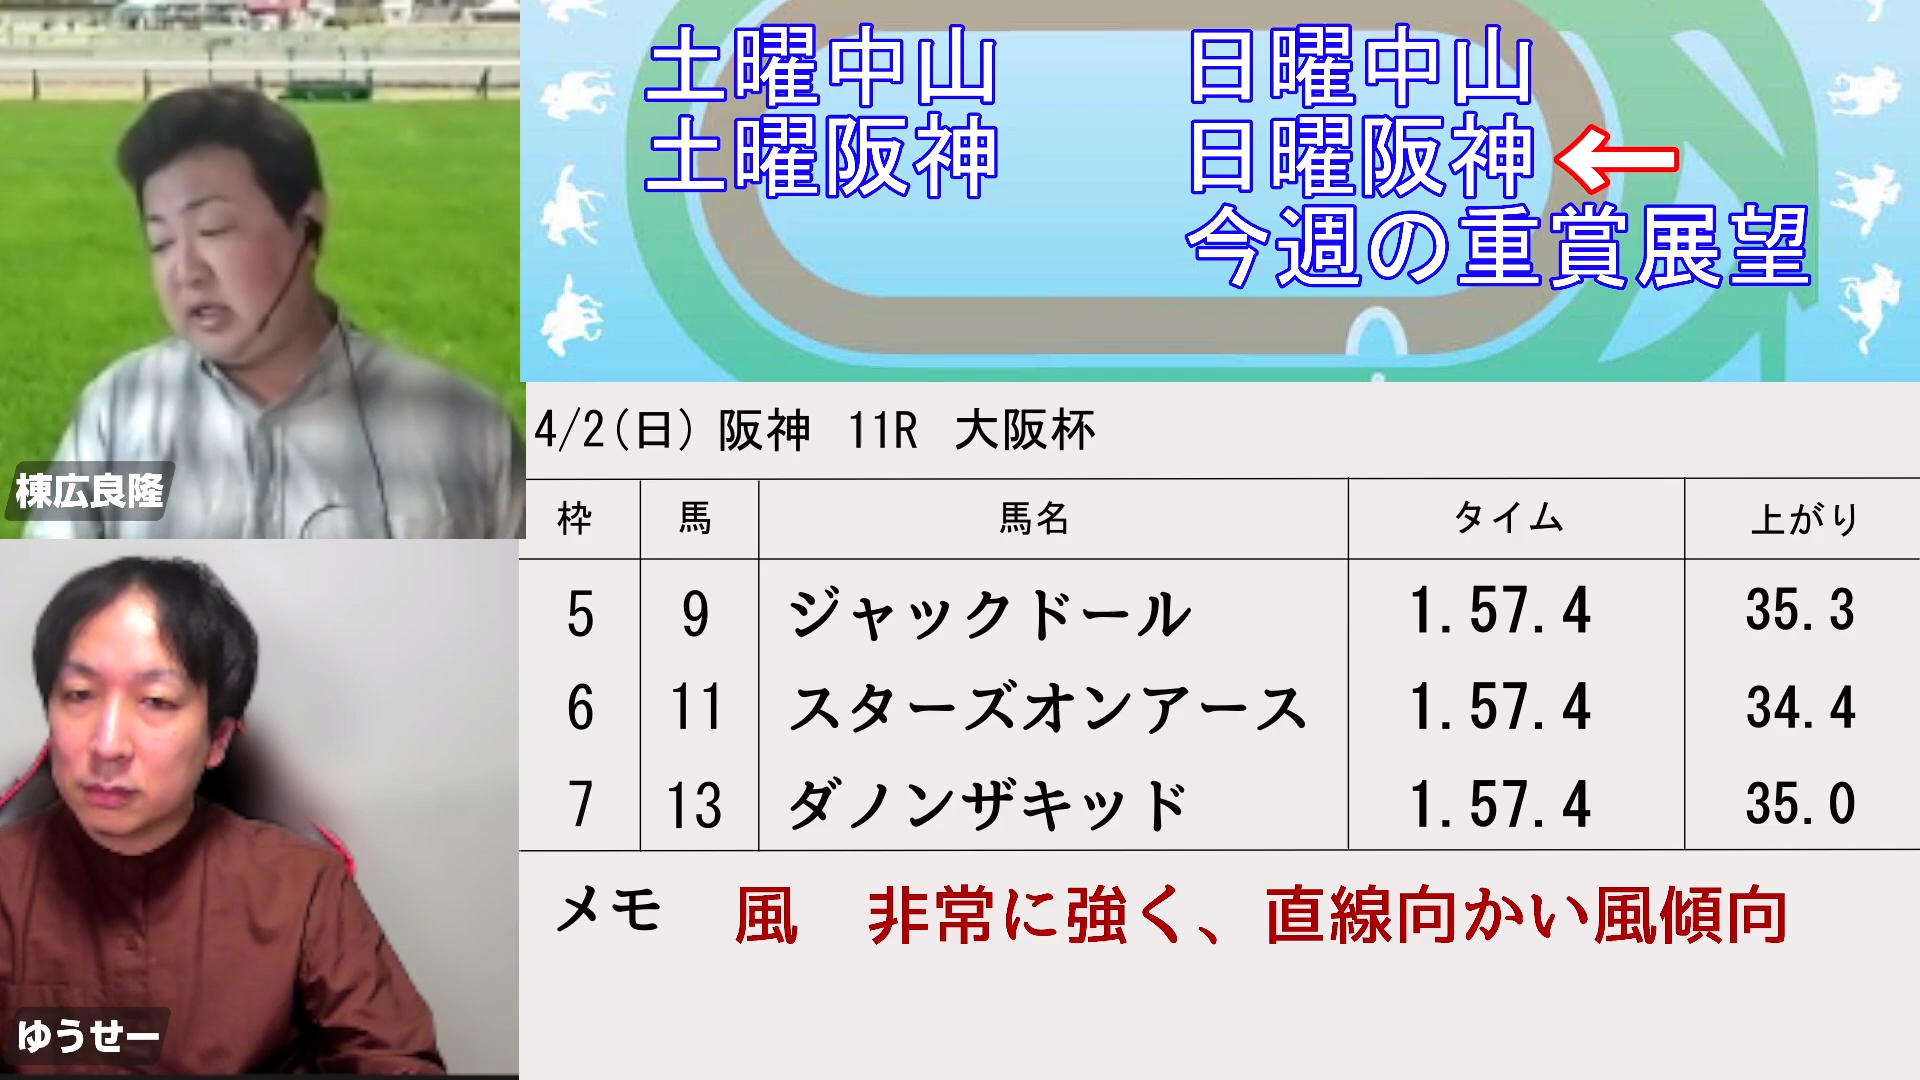 土曜中山 日曜中山
土曜阪神 日曜阪神 ←
今週の重賞展望
4/2(日) 阪神 11R 大阪杯
枠 馬 馬名 タイム 上がり
5 9 ジャックドール 1.57.4 35.3
6 11 スターズオンアース 1.57.4 34.4
7 13 ダノンザキッド 1.57.4 35.0
メモ 風 非常に強く、直線向かい風傾向
棟広良隆
ゆうせー